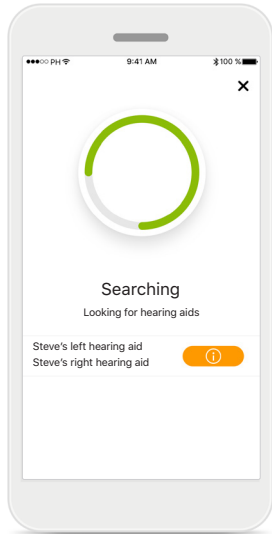 PH 9:41 AM 100 %
Searching
Looking for hearing aids
Steve's left hearing aid
Steve's right hearing aid